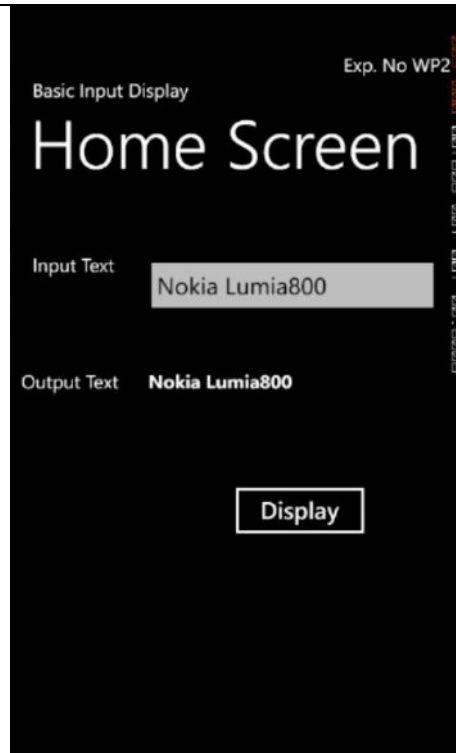 Exp. No WP2
Basic Input Display
Home Screen
Input Text
Nokia Lumia800
Output Text Nokia Lumia800
Display